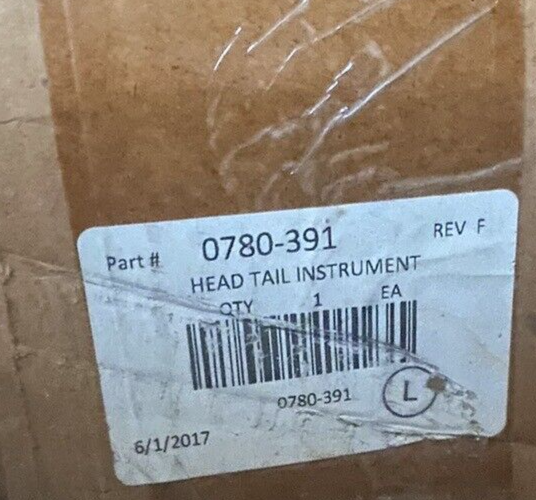 Part # 0780-391 REV F
HEAD TAIL INSTRUMENT
QTY 1 EA
0780-391
L
6/1/2017